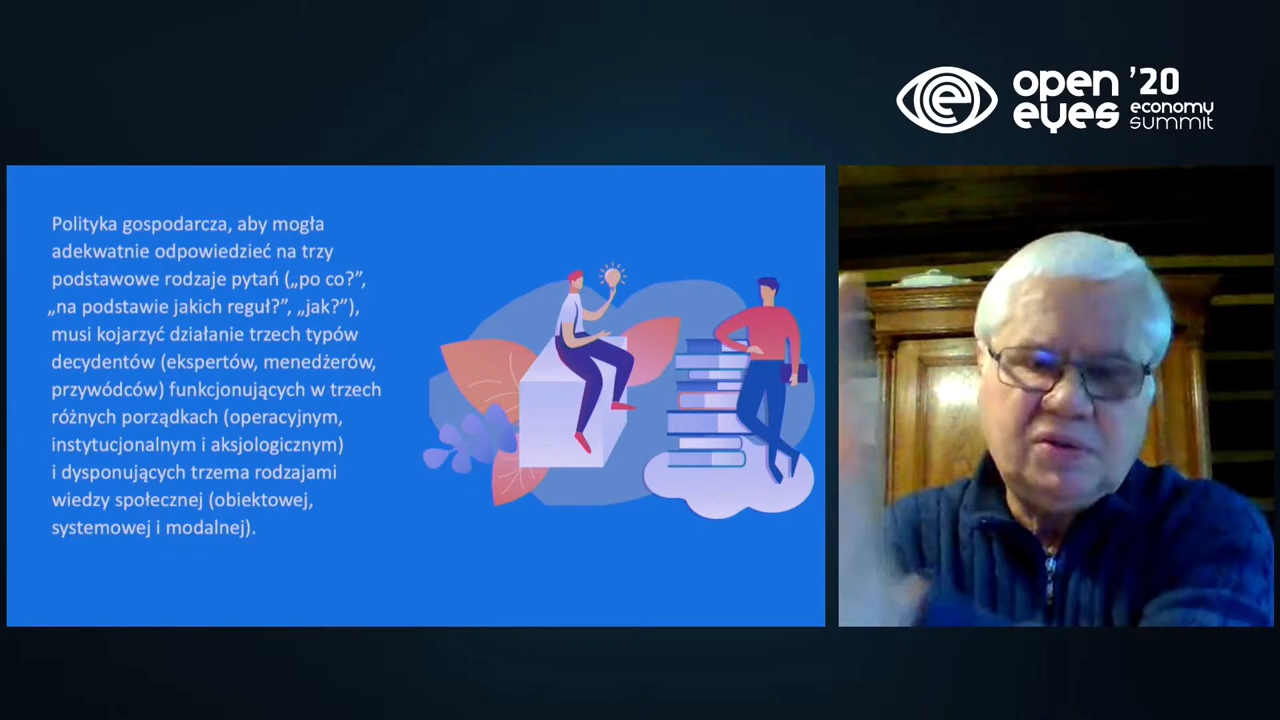 open '20
eyes economy
summit
Polityka gospodarcza, aby mogła
adekwatnie odpowiedzieć na trzy
podstawowe rodzaje pytań („po co?”,
„na podstawie jakich reguł?”, „jak?”),
musi kojarzyć działanie trzech typów
decydentów (ekspertów, menedżerów,
przywódców) funkcjonujących w trzech
różnych porządkach (operacyjnym,
instytucjonalnym i aksjologicznym)
i dysponujących trzema rodzajami
wiedzy społecznej (obiektowej,
systemowej i modalnej).